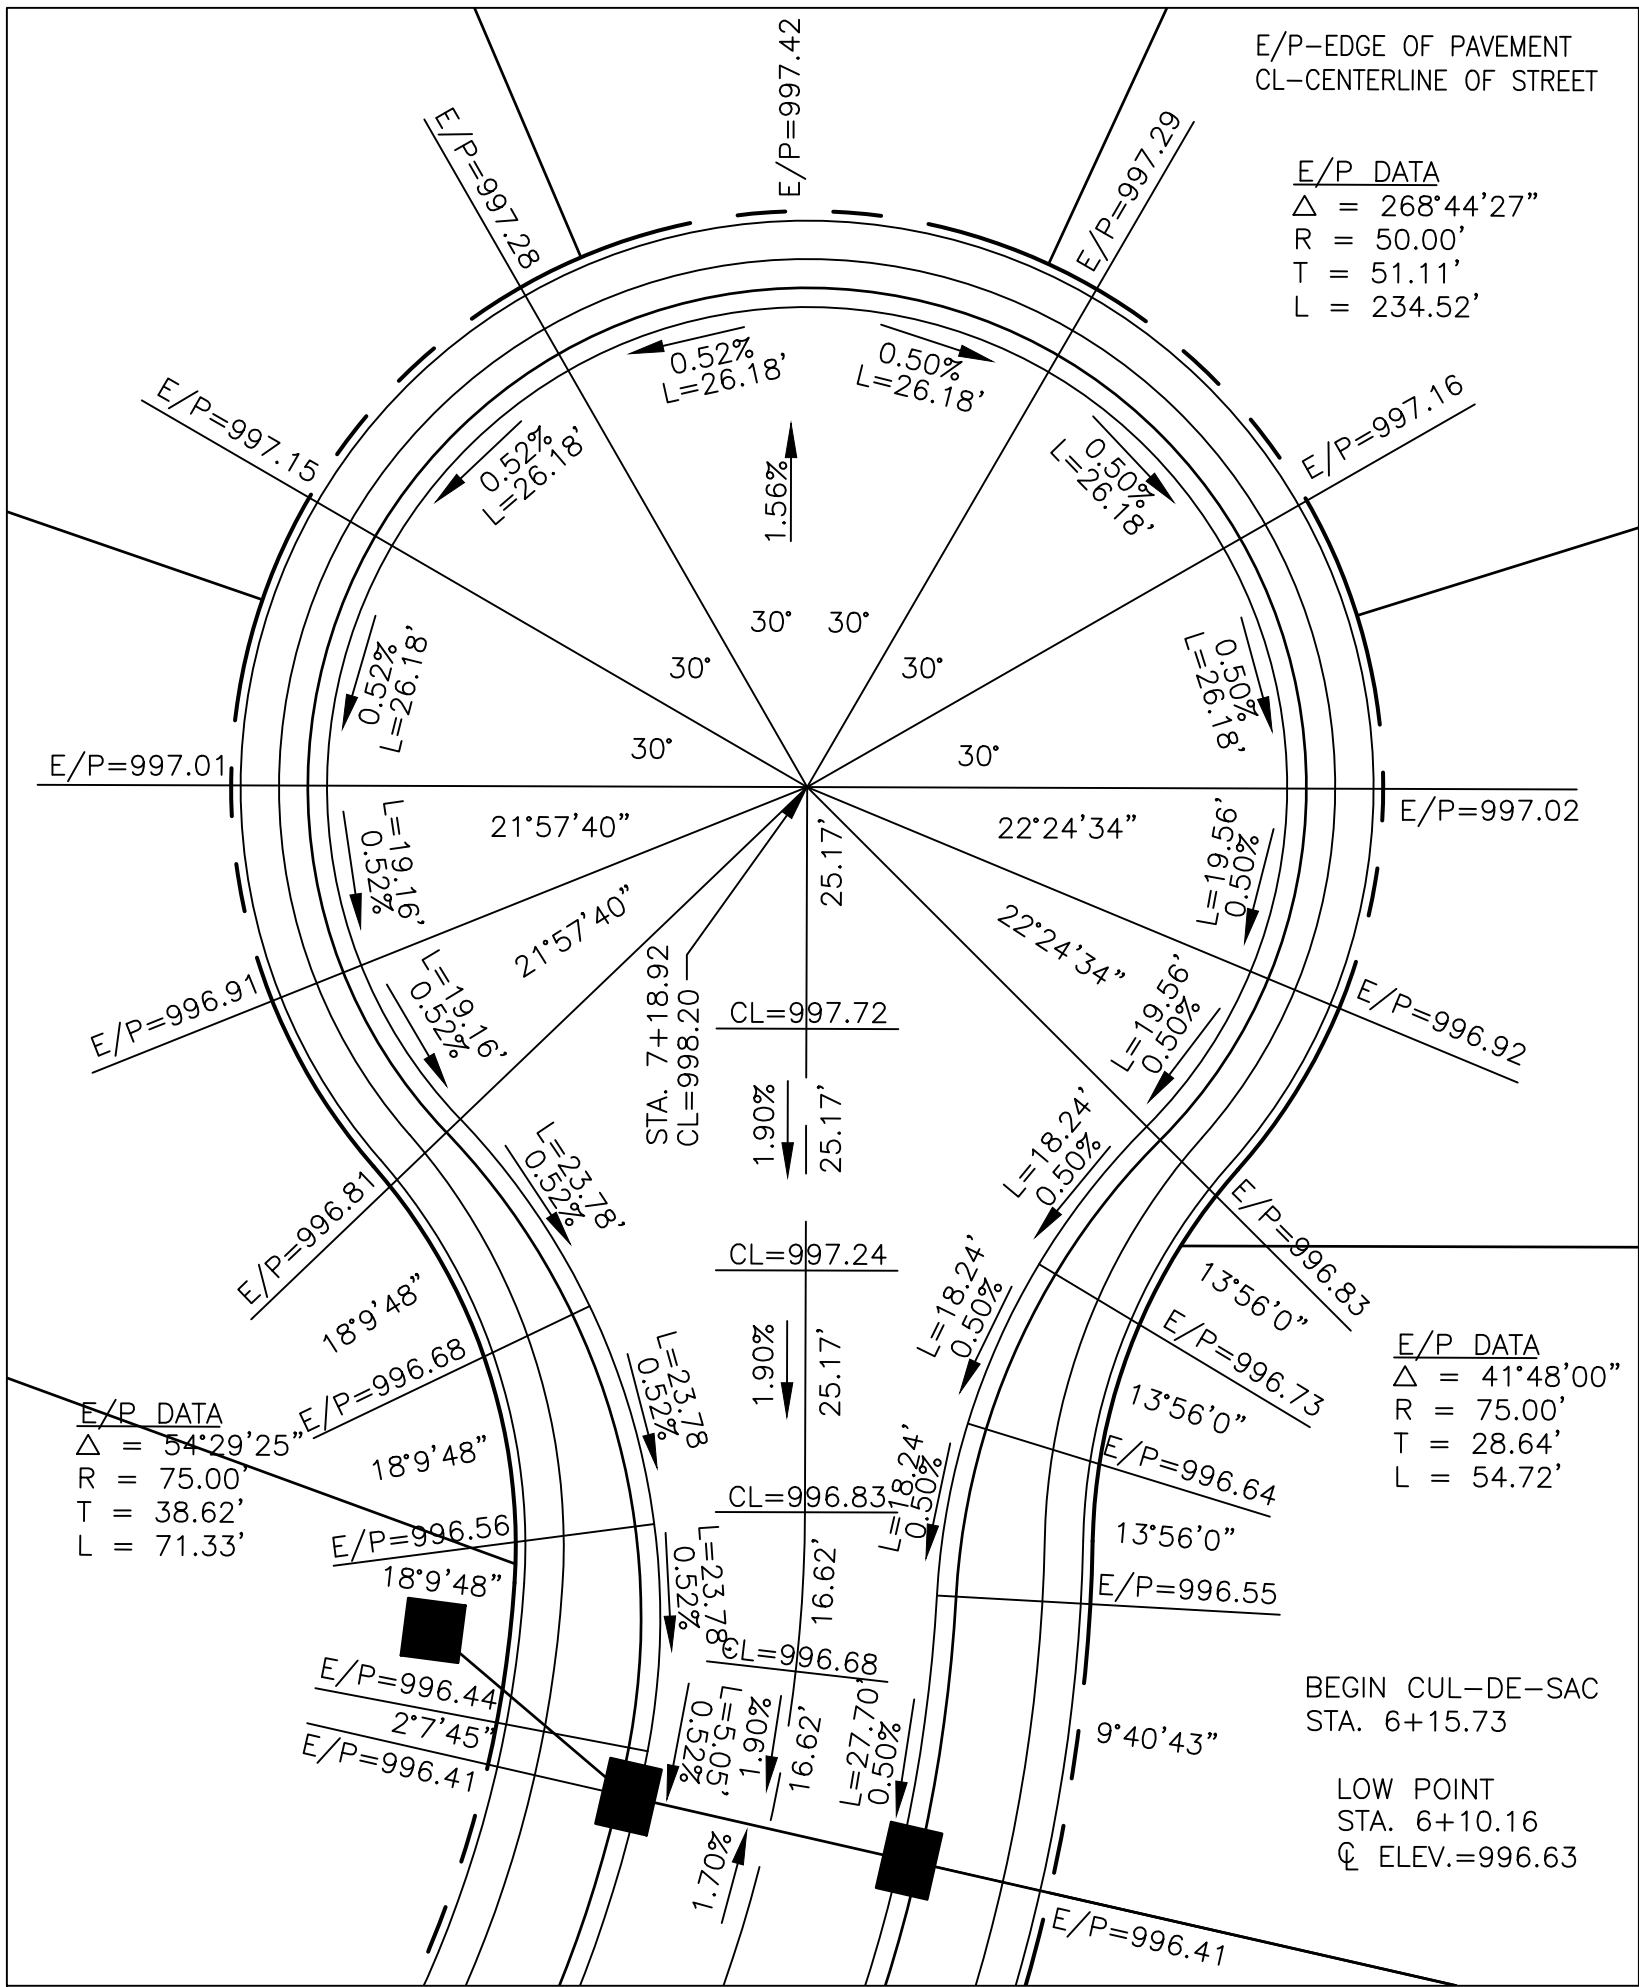 E/P-EDGE OF PAVEMENT
CL-CENTERLINE OF STREET
E/P=997.42
E/P=997.28
E/P=997.29
E/P DATA
△ = 268°44'27"
R = 50.00'
T = 51.11'
L = 234.52'
0.52%
L=26.18'
0.50%
L=26.18'
E/P=997.15
E/P=997.16
0.52%
L=26.18'
1.56%
0.50%
L=26.18'
30°
30°
0.52%
L=26.18'
30°
30°
0.50%
L=26.18'
30°
30°
E/P=997.01
E/P=997.02
L=19.16'
0.52%
21°57'40"
25.17'
22°24'34"
L=19.56'
0.50%
21°57'40"
22°24'34"
E/P=996.91
L=19.16'
0.52%
STA. 7+18.92
CL=998.20
CL=997.72
L=19.56'
0.50%
E/P=996.92
1.90%
25.17'
L=23.78'
0.52%
L=18.24'
0.50%
E/P=996.81
E/P=996.83
CL=997.24
18°9'48"
13°56'0"
E/P=996.68
L=23.78
0.52%
1.90%
25.17'
L=18.24'
0.50%
E/P=996.73
E/P DATA
△ = 54°29'25"
R = 75.00'
T = 38.62'
L = 71.33'
18°9'48"
13°56'0"
E/P DATA
△ = 41°48'00"
R = 75.00'
T = 28.64'
L = 54.72'
CL=996.83
L=18.24'
0.50%
E/P=996.64
E/P=996.56
13°56'0"
18°9'48"
L=23.78'
0.52%
16.62'
E/P=996.55
CL=996.68
E/P=996.44
2°7'45"
E/P=996.41
L=5.05'
0.52%
1.90%
16.62'
L=27.70'
0.50%
9°40'43"
BEGIN CUL-DE-SAC
STA. 6+15.73
LOW POINT
STA. 6+10.16
℄ ELEV.=996.63
1.70%
E/P=996.41